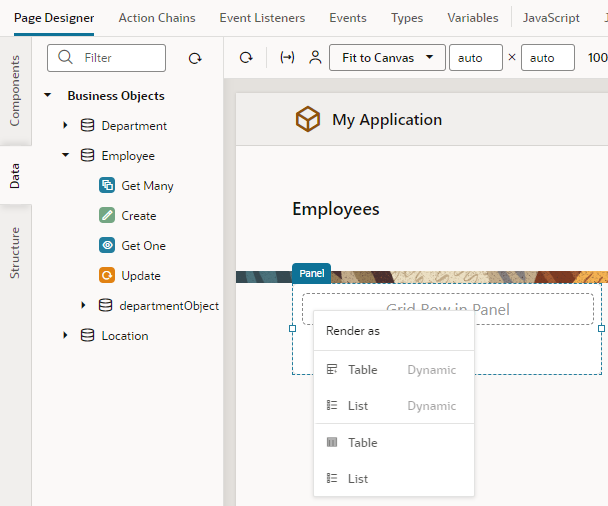 Page Designer Action Chains Event Listeners Events Types Variables JavaScript
Components
Data
Structure
Filter
Business Objects
Department
Employee
Get Many
Create
Get One
Update
departmentObject
Location
Fit to Canvas auto × auto 100
My Application
Employees
Panel
Grid Row in Panel
Render as
Table Dynamic
List Dynamic
Table
List